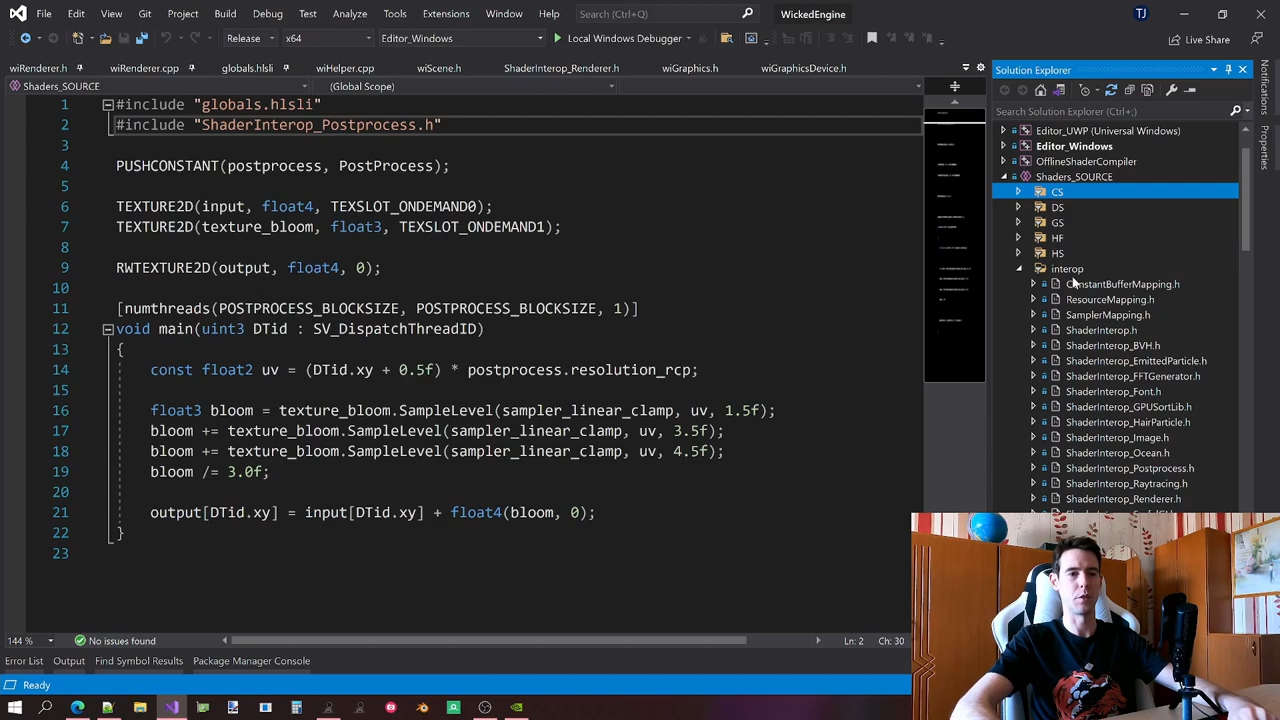 File Edit View Git Project Build Debug Test Analyze Tools Extensions Window Help Search (Ctrl+Q) WickedEngine TJ
Release x64 Editor_Windows Local Windows Debugger Live Share
wiRenderer.h wiRenderer.cpp globals.hlsli wiHelper.cpp wiScene.h ShaderInterop_Renderer.h wiGraphics.h wiGraphicsDevice.h
Shaders_SOURCE (Global Scope)
1 #include "globals.hlsli"
2 #include "ShaderInterop_Postprocess.h"
3
4 PUSHCONSTANT(postprocess, PostProcess);
5
6 TEXTURE2D(input, float4, TEXSLOT_ONDEMAND0);
7 TEXTURE2D(texture_bloom, float3, TEXSLOT_ONDEMAND1);
8
9 RWTEXTURE2D(output, float4, 0);
10
11 [numthreads(POSTPROCESS_BLOCKSIZE, POSTPROCESS_BLOCKSIZE, 1)]
12 void main(uint3 DTid : SV_DispatchThreadID)
13 {
14 const float2 uv = (DTid.xy + 0.5f) * postprocess.resolution_rcp;
15
16 float3 bloom = texture_bloom.SampleLevel(sampler_linear_clamp, uv, 1.5f);
17 bloom += texture_bloom.SampleLevel(sampler_linear_clamp, uv, 3.5f);
18 bloom += texture_bloom.SampleLevel(sampler_linear_clamp, uv, 4.5f);
19 bloom /= 3.0f;
20
21 output[DTid.xy] = input[DTid.xy] + float4(bloom, 0);
22 }
23
144 % No issues found Ln: 2 Ch: 30
Error List Output Find Symbol Results Package Manager Console
Ready
Solution Explorer
Search Solution Explorer (Ctrl+;)
Editor_UWP (Universal Windows)
Editor_Windows
OfflineShaderCompiler
Shaders_SOURCE
CS
DS
GS
HF
HS
interop
ConstantBufferMapping.h
ResourceMapping.h
SamplerMapping.h
ShaderInterop.h
ShaderInterop_BVH.h
ShaderInterop_EmittedParticle.h
ShaderInterop_FFTGenerator.h
ShaderInterop_Font.h
ShaderInterop_GPUSortLib.h
ShaderInterop_HairParticle.h
ShaderInterop_Image.h
ShaderInterop_Ocean.h
ShaderInterop_Postprocess.h
ShaderInterop_Raytracing.h
ShaderInterop_Renderer.h
Notifications
Properties